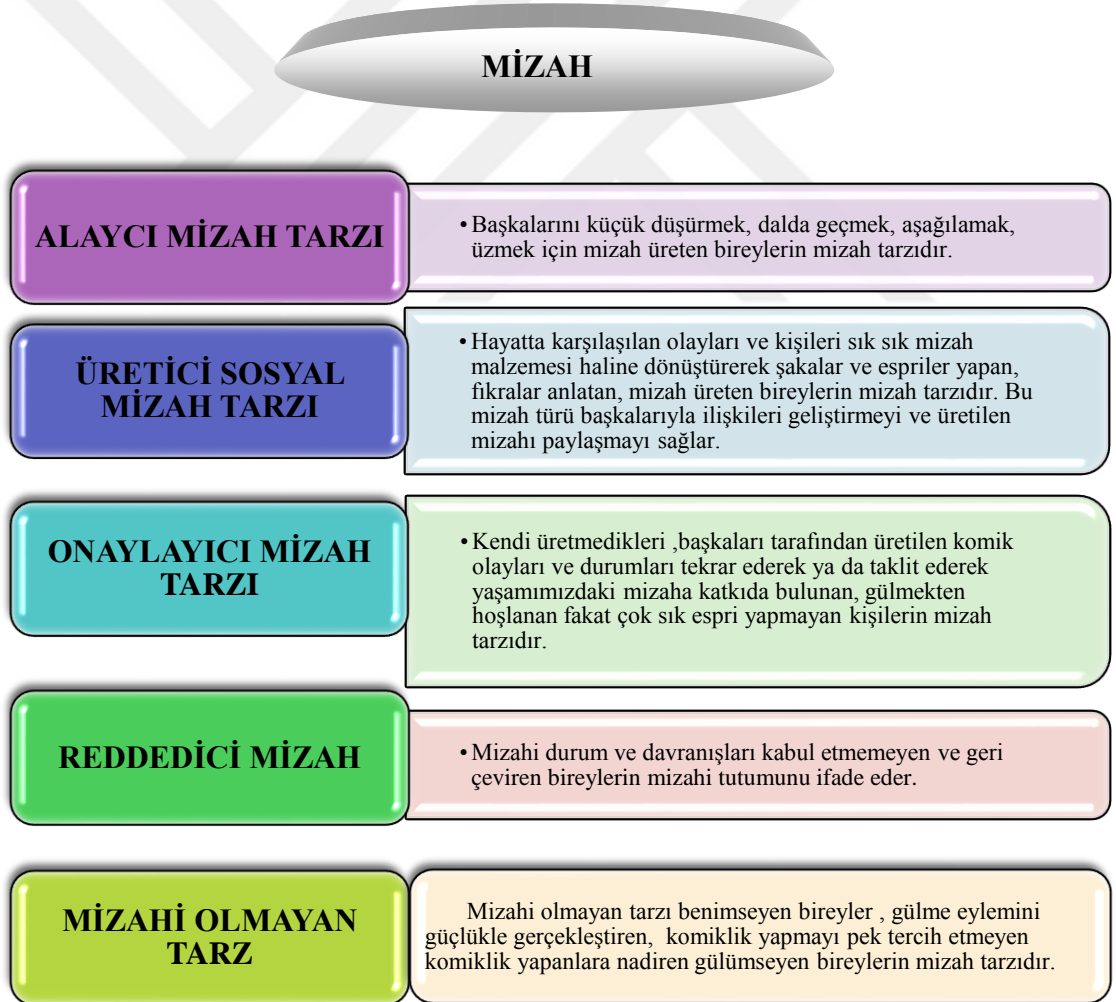 MİZAH
ALAYCI MİZAH TARZI
• Başkalarını küçük düşürmek, dalda geçmek, aşağılamak,
üzmek için mizah üreten bireylerin mizah tarzıdır.
ÜRETİCİ SOSYAL
MİZAH TARZI
• Hayatta karşılaşılan olayları ve kişileri sık sık mizah
malzemesi haline dönüştürerek şakalar ve espriler yapan,
fıkralar anlatan, mizah üreten bireylerin mizah tarzıdır. Bu
mizah türü başkalarıyla ilişkileri geliştirmeyi ve üretilen
mizahı paylaşmayı sağlar.
ONAYLAYICI MİZAH
TARZI
• Kendi üretmedikleri ,başkaları tarafından üretilen komik
olayları ve durumları tekrar ederek ya da taklit ederek
yaşamımızdaki mizaha katkıda bulunan, gülmekten
hoşlanan fakat çok sık espri yapmayan kişilerin mizah
tarzıdır.
REDDEDİCİ MİZAH
• Mizahi durum ve davranışları kabul etmemeyen ve geri
çeviren bireylerin mizahi tutumunu ifade eder.
MİZAHİ OLMAYAN
TARZ
Mizahi olmayan tarzı benimseyen bireyler , gülme eylemini
güçlükle gerçekleştiren, komiklik yapmayı pek tercih etmeyen
komiklik yapanlara nadiren gülümseyen bireylerin mizah tarzıdır.